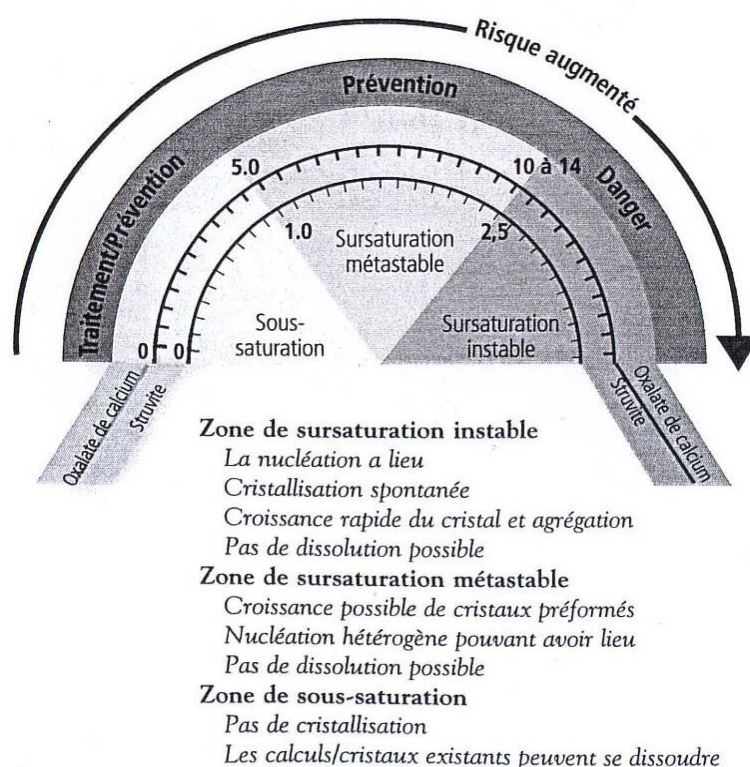 Risque augmenté
Prévention
Traitement/Prévention
Danger
5.0
10 à 14
1.0
2,5
Sursaturation
métastable
Sous-
saturation
Sursaturation
instable
0
0
Oxalate de calcium
Struvite
Struvite
Oxalate de calcium
Zone de sursaturation instable
La nucléation a lieu
Cristallisation spontanée
Croissance rapide du cristal et agrégation
Pas de dissolution possible
Zone de sursaturation métastable
Croissance possible de cristaux préformés
Nucléation hétérogène pouvant avoir lieu
Pas de dissolution possible
Zone de sous-saturation
Pas de cristallisation
Les calculs/cristaux existants peuvent se dissoudre